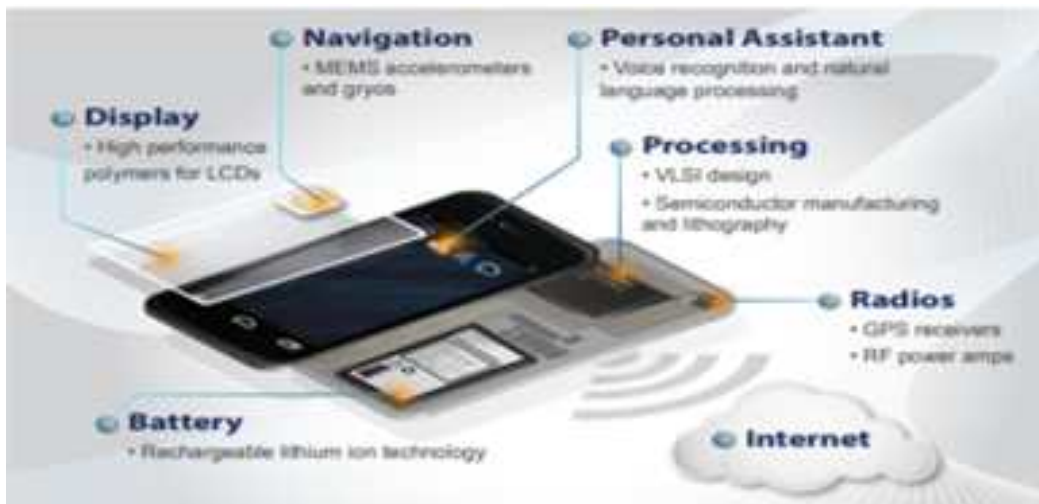 Navigation
• MEMS accelerometers
and gryos
Personal Assistant
• Voice recognition and natural
language processing
Display
• High performance
polymers for LCDs
Processing
• VLSI design
• Semiconductor manufacturing
and lithography
Radios
• GPS receivers
• RF power amps
Battery
• Rechargeable lithium ion technology
Internet